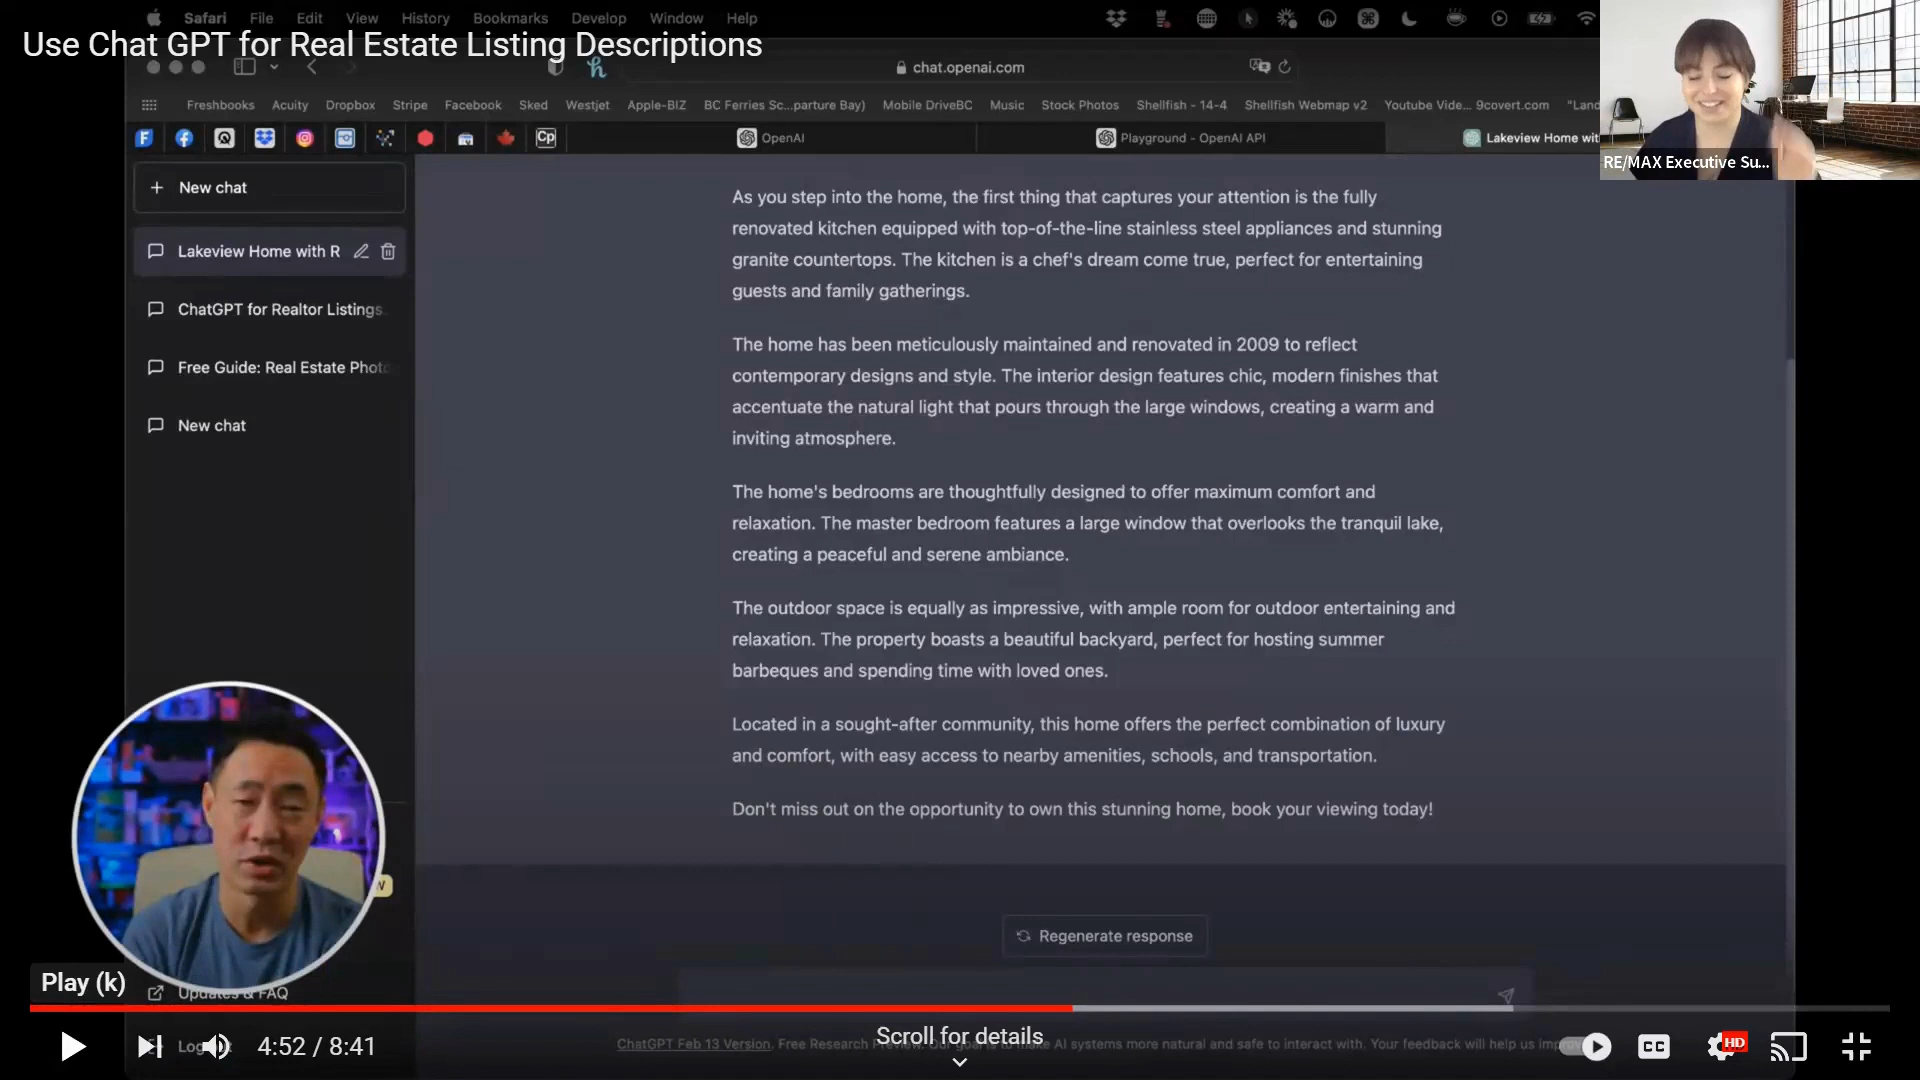 Safari File Edit View History Bookmarks Develop Window Help
Use Chat GPT for Real Estate Listing Descriptions
chat.openai.com
Freshbooks Acuity Dropbox Stripe Facebook Sked Westjet Apple-BIZ BC Ferries Sc...parture Bay) Mobile DriveBC Music Stock Photos Shellfish - 14-4 Shellfish Webmap v2 Youtube Vide... 9covert.com "Land
Cp OpenAI Playground - OpenAI API Lakeview Home wit
RE/MAX Executive Su...
New chat
Lakeview Home with R
ChatGPT for Realtor Listings
Free Guide: Real Estate Photo
New chat
As you step into the home, the first thing that captures your attention is the fully
renovated kitchen equipped with top-of-the-line stainless steel appliances and stunning
granite countertops. The kitchen is a chef's dream come true, perfect for entertaining
guests and family gatherings.
The home has been meticulously maintained and renovated in 2009 to reflect
contemporary designs and style. The interior design features chic, modern finishes that
accentuate the natural light that pours through the large windows, creating a warm and
inviting atmosphere.
The home's bedrooms are thoughtfully designed to offer maximum comfort and
relaxation. The master bedroom features a large window that overlooks the tranquil lake,
creating a peaceful and serene ambiance.
The outdoor space is equally as impressive, with ample room for outdoor entertaining and
relaxation. The property boasts a beautiful backyard, perfect for hosting summer
barbeques and spending time with loved ones.
Located in a sought-after community, this home offers the perfect combination of luxury
and comfort, with easy access to nearby amenities, schools, and transportation.
Don't miss out on the opportunity to own this stunning home, book your viewing today!
Regenerate response
Play (k)
Updates & FAQ
Scroll for details
4:52 / 8:41
ChatGPT Feb 13 Version. Free Research Preview. Our goal is to make AI systems more natural and safe to interact with. Your feedback will help us
CC HD